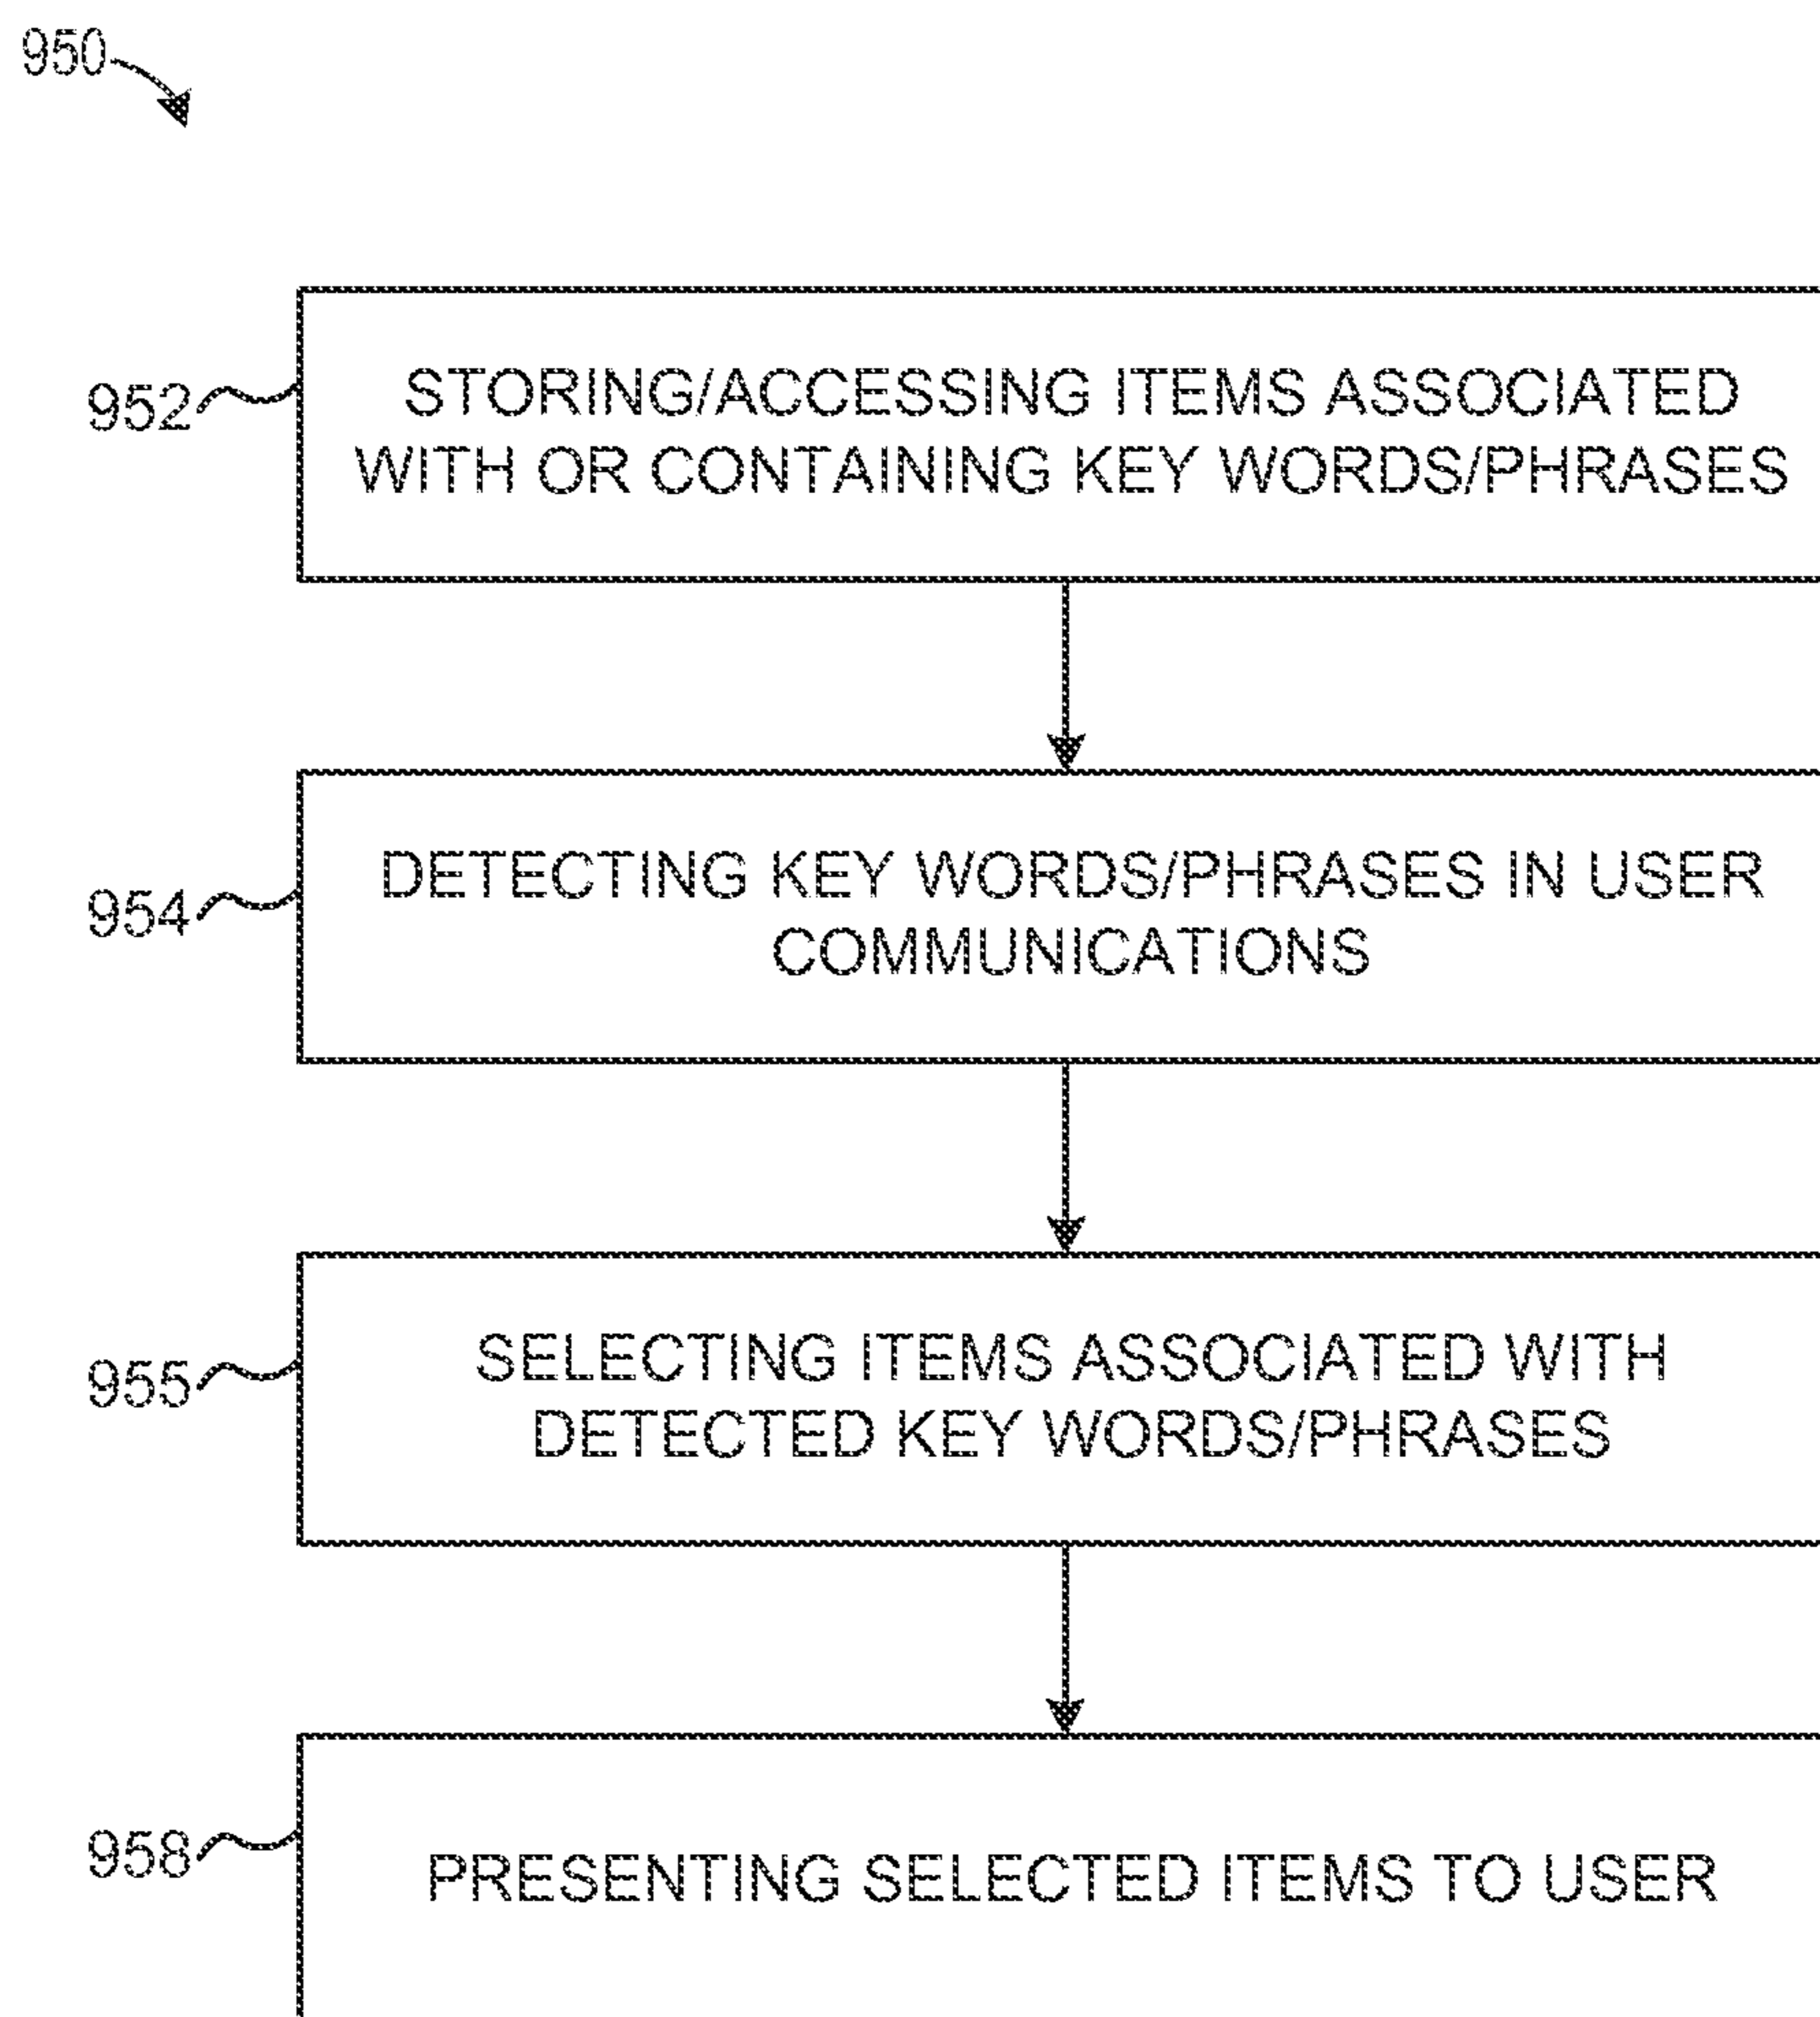 950
952
STORING/ACCESSING ITEMS ASSOCIATED
WITH OR CONTAINING KEY WORDS/PHRASES
954
DETECTING KEY WORDS/PHRASES IN USER
COMMUNICATIONS
955
SELECTING ITEMS ASSOCIATED WITH
DETECTED KEY WORDS/PHRASES
958
PRESENTING SELECTED ITEMS TO USER